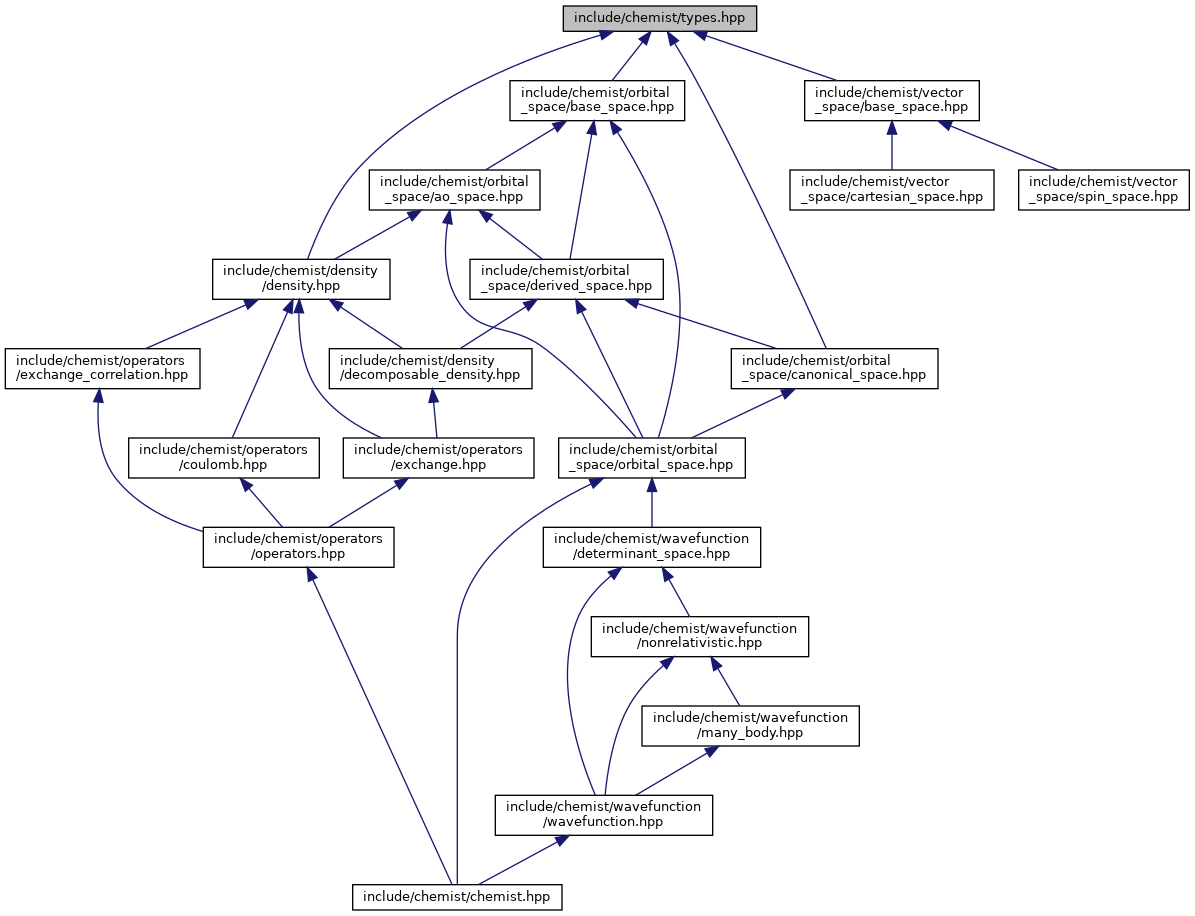 include/chemist/types.hpp
include/chemist/orbital
_space/base_space.hpp
include/chemist/vector
_space/base_space.hpp
include/chemist/orbital
_space/ao_space.hpp
include/chemist/vector
_space/cartesian_space.hpp
include/chemist/vector
_space/spin_space.hpp
include/chemist/density
/density.hpp
include/chemist/orbital
_space/derived_space.hpp
include/chemist/operators
/exchange_correlation.hpp
include/chemist/density
/decomposable_density.hpp
include/chemist/orbital
_space/canonical_space.hpp
include/chemist/operators
/coulomb.hpp
include/chemist/operators
/exchange.hpp
include/chemist/orbital
_space/orbital_space.hpp
include/chemist/operators
/operators.hpp
include/chemist/wavefunction
/determinant_space.hpp
include/chemist/wavefunction
/nonrelativistic.hpp
include/chemist/wavefunction
/many_body.hpp
include/chemist/wavefunction
/wavefunction.hpp
include/chemist/chemist.hpp